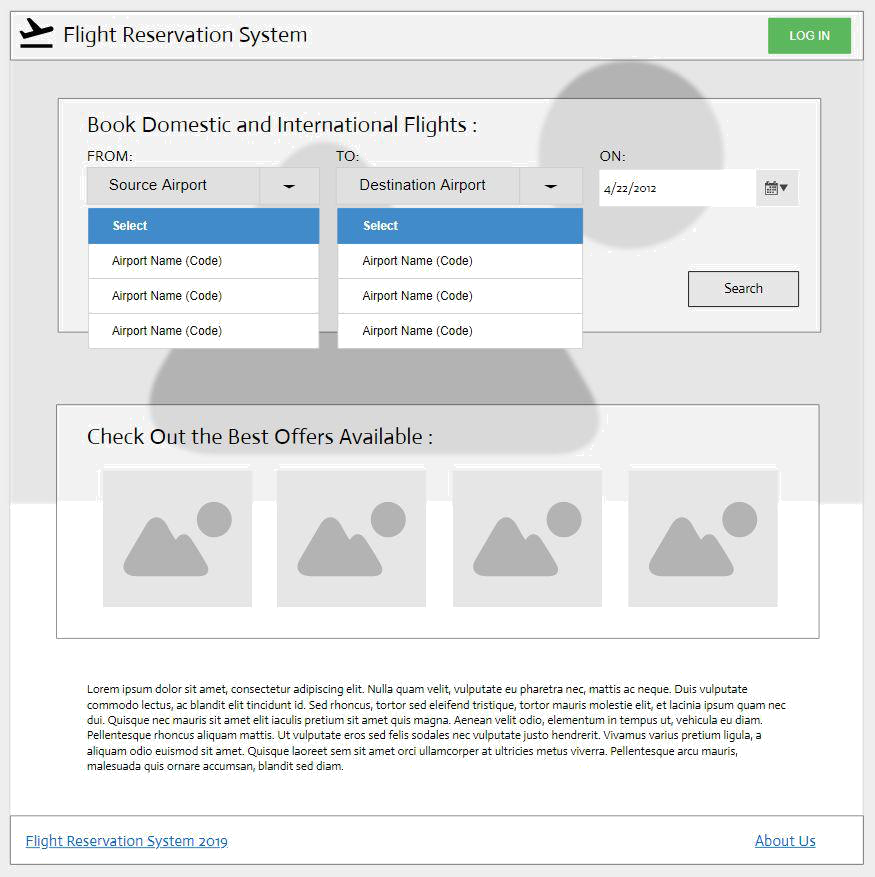 Flight Reservation System
LOG IN
Book Domestic and International Flights :
FROM:
TO:
ON:
Source Airport
Destination Airport
4/22/2012
Select
Select
Airport Name (Code)
Airport Name (Code)
Airport Name (Code)
Airport Name (Code)
Airport Name (Code)
Airport Name (Code)
Search
Check Out the Best Offers Available :
Lorem ipsum dolor sit amet, consectetur adipiscing elit. Nulla quam velit, vulputate eu pharetra nec, mattis ac neque. Duis vulputate
commodo lectus, ac blandit elit tincidunt id. Sed rhoncus, tortor sed eleifend tristique, tortor mauris molestie elit, et lacinia ipsum quam nec
dui. Quisque nec mauris sit amet elit iaculis pretium sit amet quis magna. Aenean velit odio, elementum in tempus ut, vehicula eu diam.
Pellentesque rhoncus aliquam mattis. Ut vulputate eros sed felis sodales nec vulputate justo hendrerit. Vivamus varius pretium ligula, a
aliquam odio euismod sit amet. Quisque laoreet sem sit amet orci ullamcorper at ultricies metus viverra. Pellentesque arcu mauris,
malesuada quis ornare accumsan, blandit sed diam.
Flight Reservation System 2019
About Us